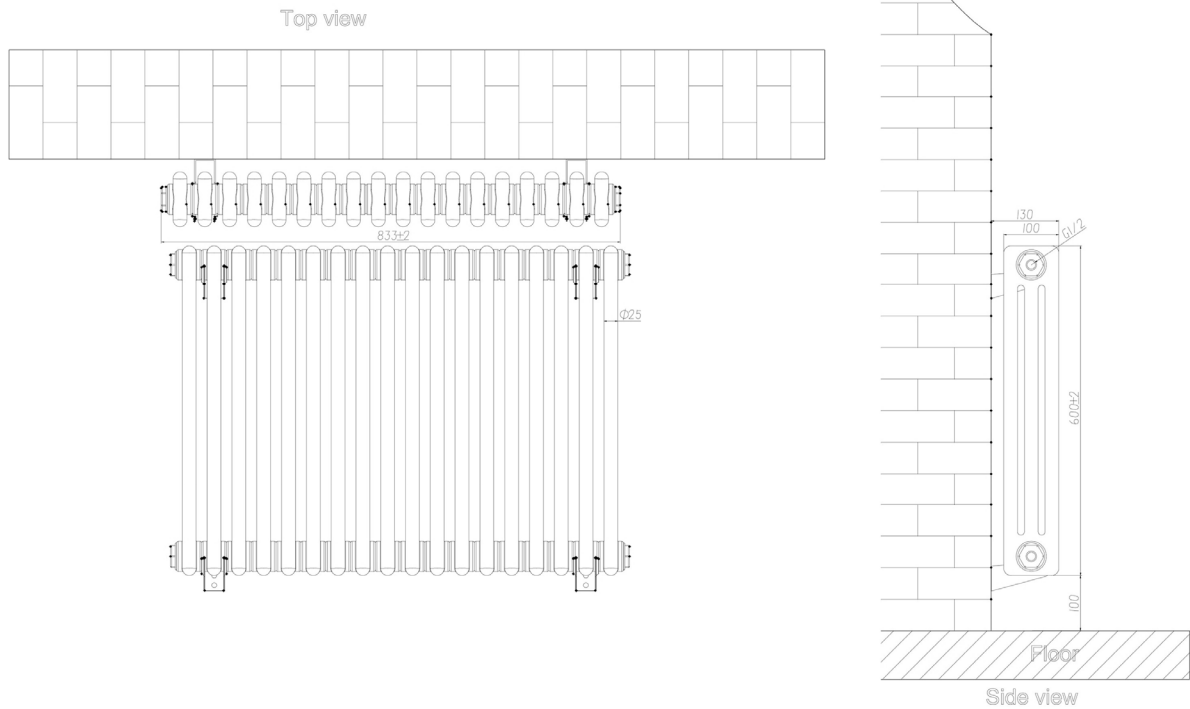 Top view
833±2
Φ25
130
100
G1/2
600±2
100
Floor
Side view